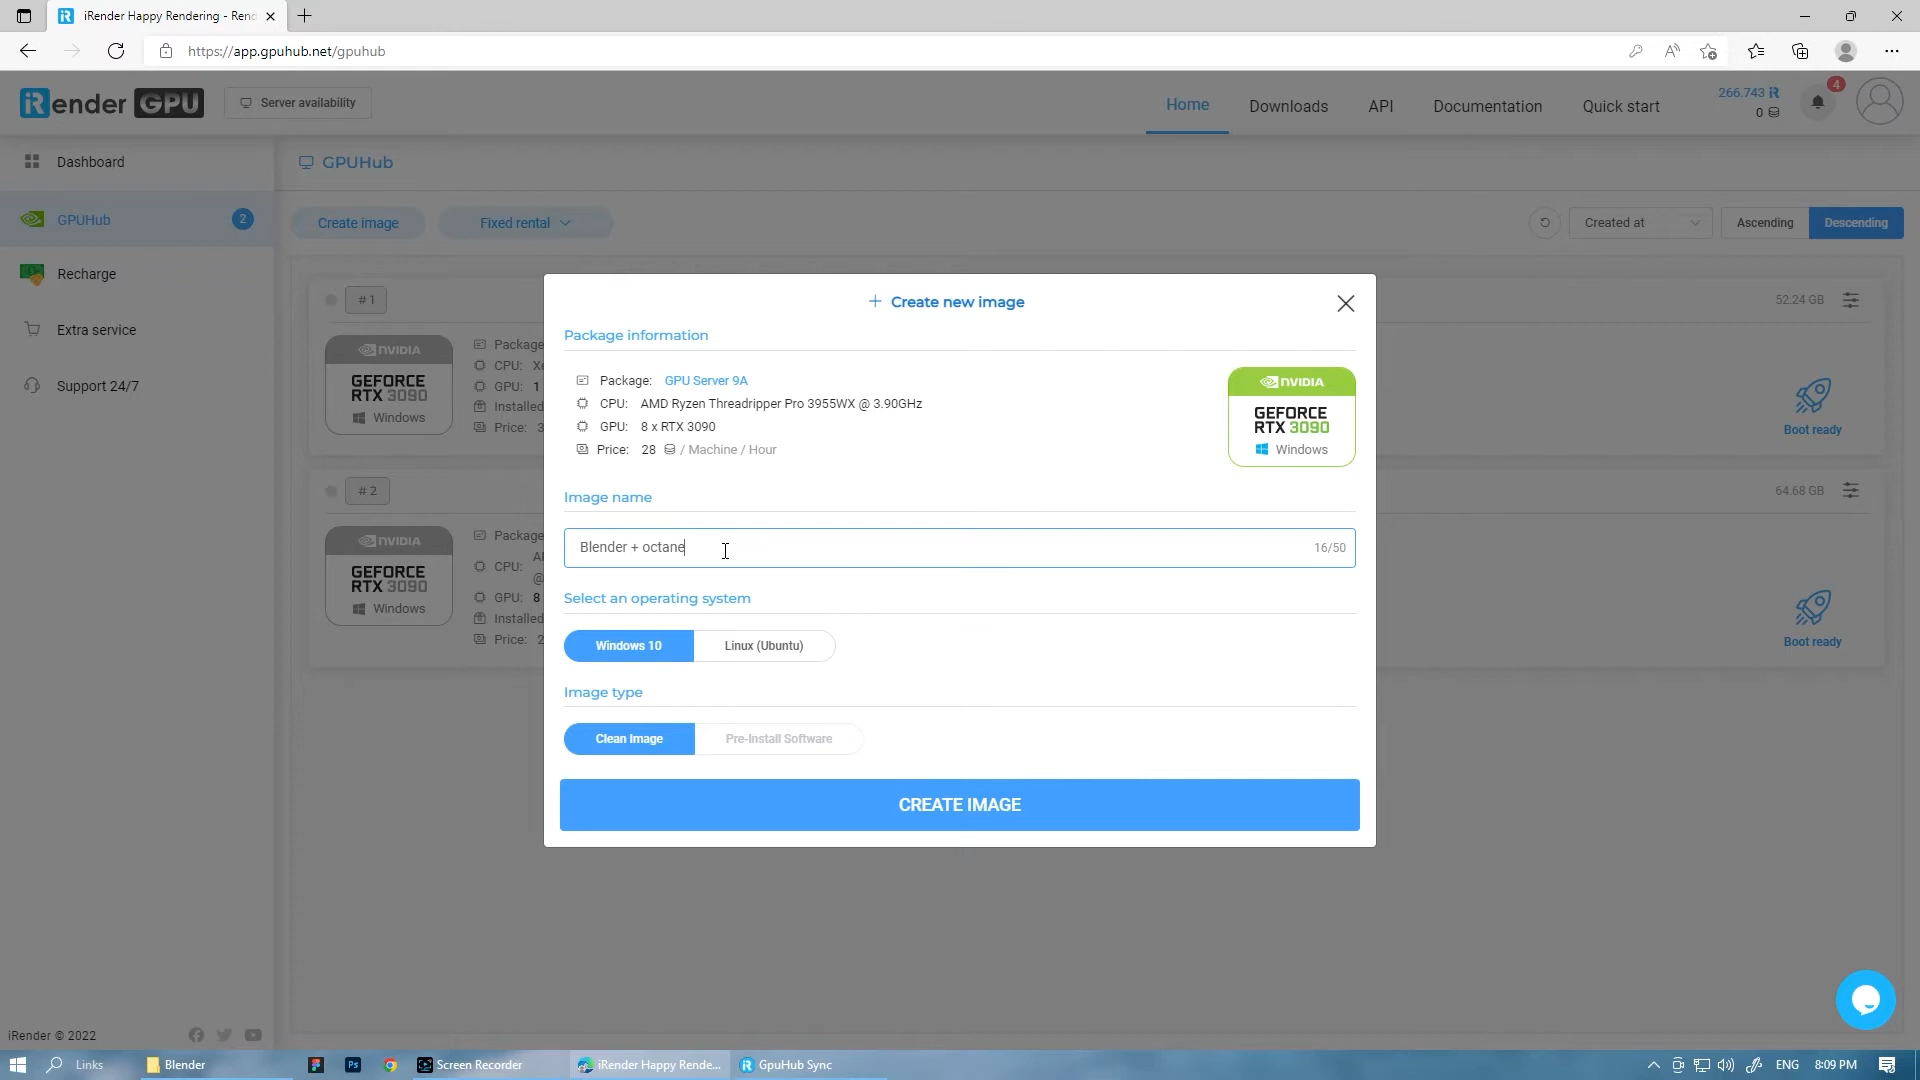 iRender Happy Rendering - Rend
https://app.gpuhub.net/gpuhub
iRender GPU
Server availability
Home
Downloads
API
Documentation
Quick start
266.743
0
4
Dashboard
GPUHub
2
Recharge
Extra service
Support 24/7
GPUHub
Create image
Fixed rental
Created at
Ascending
Descending
# 1
52.24 GB
NVIDIA
GEFORCE
RTX 3090
Windows
Package
CPU: Xe
GPU: 1
Installed
Price: 3
Boot ready
# 2
64.68 GB
NVIDIA
GEFORCE
RTX 3090
Windows
Package
CPU:
GPU: 8
Installed
Price: 2
Boot ready
+ Create new image
Package information
Package: GPU Server 9A
CPU: AMD Ryzen Threadripper Pro 3955WX @ 3.90GHz
GPU: 8 x RTX 3090
Price: 28 / Machine / Hour
NVIDIA
GEFORCE
RTX 3090
Windows
Image name
Blender + octane
16/50
Select an operating system
Windows 10
Linux (Ubuntu)
Image type
Clean Image
Pre-Install Software
CREATE IMAGE
iRender © 2022
Links
Blender
Ps
Screen Recorder
iRender Happy Rende...
GpuHub Sync
ENG
8:09 PM